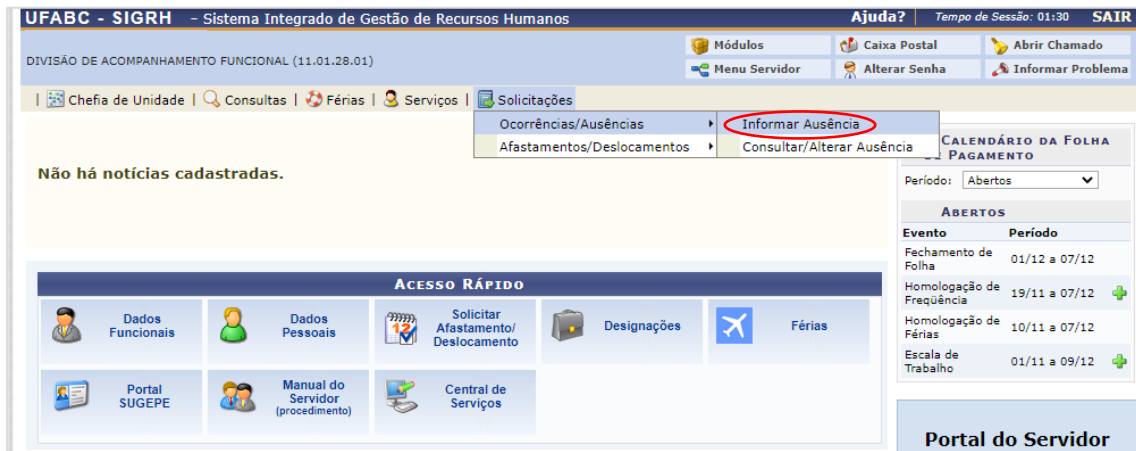 UFABC - SIGRH - Sistema Integrado de Gestão de Recursos Humanos
Ajuda? Tempo de Sessão: 01:30 SAIR
DIVISÃO DE ACOMPANHAMENTO FUNCIONAL (11.01.28.01)
Módulos
Caixa Postal
Abrir Chamado
Menu Servidor
Alterar Senha
Informar Problema
| Chefia de Unidade | Consultas | Férias | Serviços | Solicitações
Ocorrências/Ausências
Informar Ausência
Afastamentos/Deslocamentos
Consultar/Alterar Ausência
Não há notícias cadastradas.
Acesso Rápido
Dados
Funcionais
Dados
Pessoais
Solicitar
Afastamento/
Deslocamento
Designações
Férias
Portal
SUGEPE
Manual do
Servidor
(procedimento)
Central de
Serviços
Calendário da Folha
de Pagamento
Período: Abertos
Abertos
Evento Período
Fechamento de
Folha 01/12 a 07/12
Homologação de
Freqüência 19/11 a 07/12
Homologação de
Férias 10/11 a 07/12
Escala de
Trabalho 01/11 a 09/12
Portal do Servidor